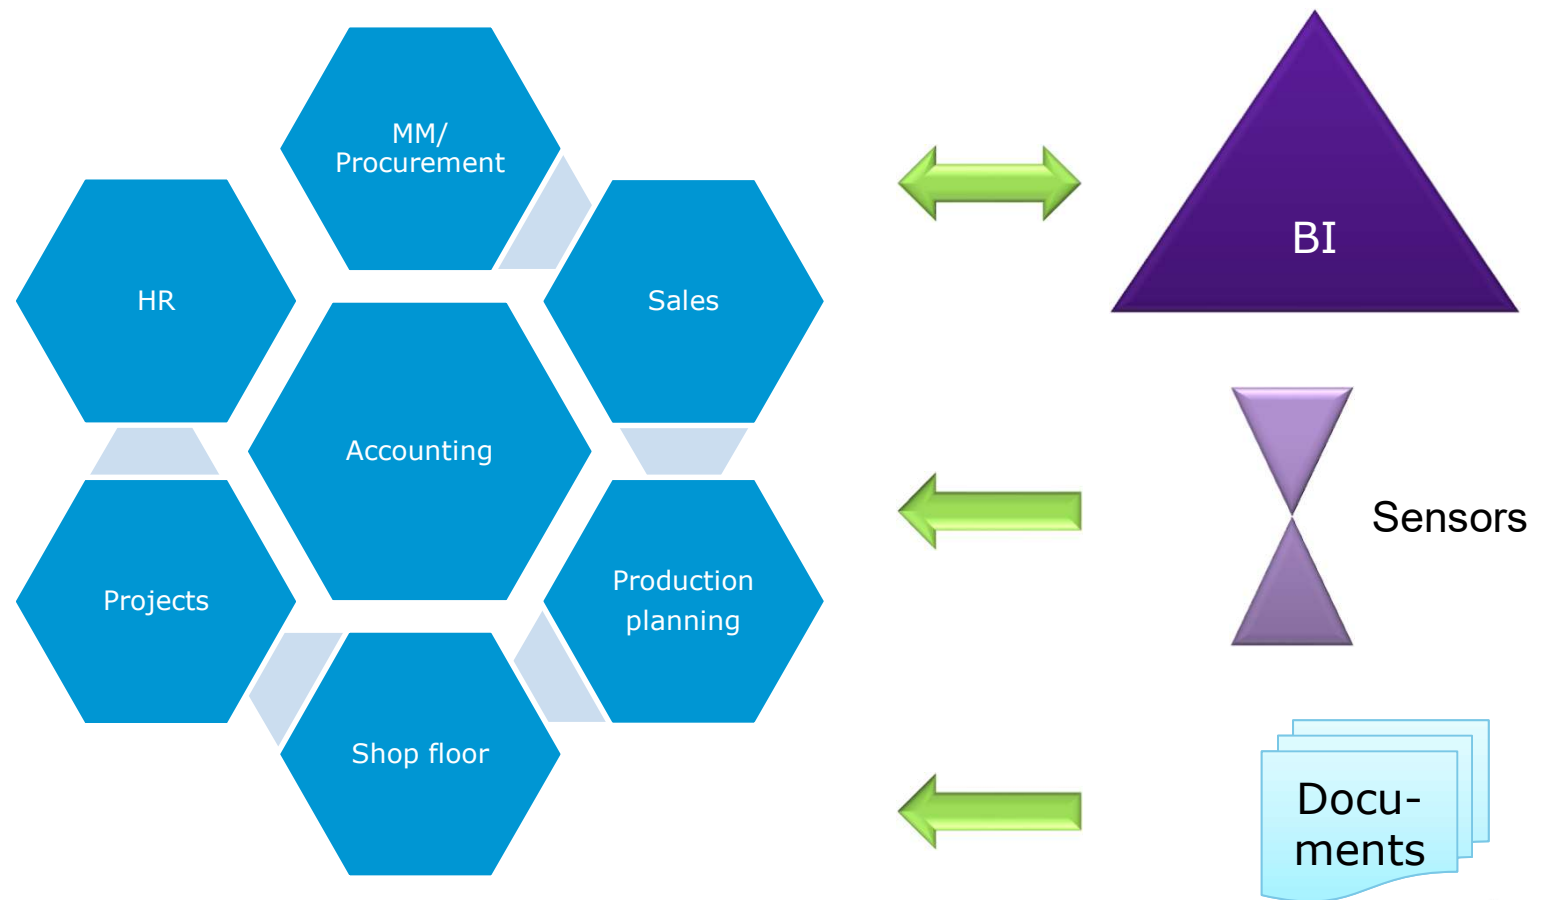 MM/
Procurement
HR
Sales
Accounting
Projects
Production
planning
Shop floor
BI
Sensors
Docu-
ments